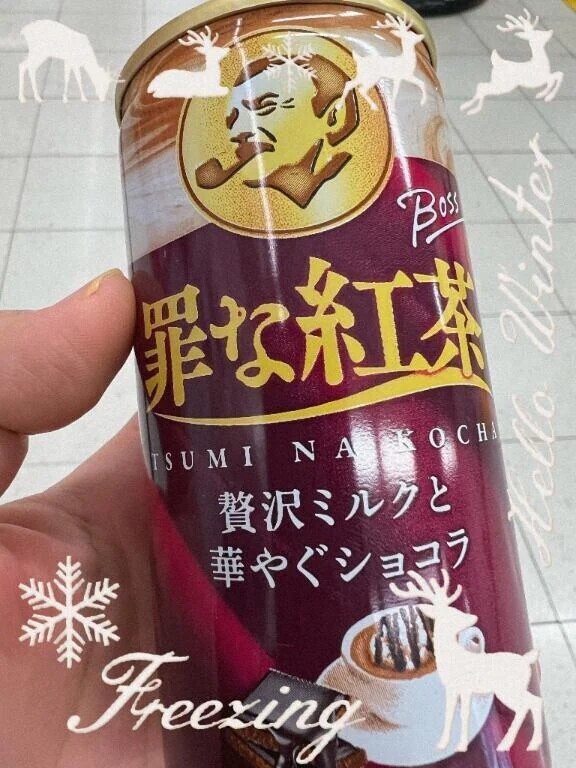 Boss
罪な紅茶
TSUMI NA KOCHA
贅沢ミルクと
華やぐショコラ
Hello Winter
Freezing